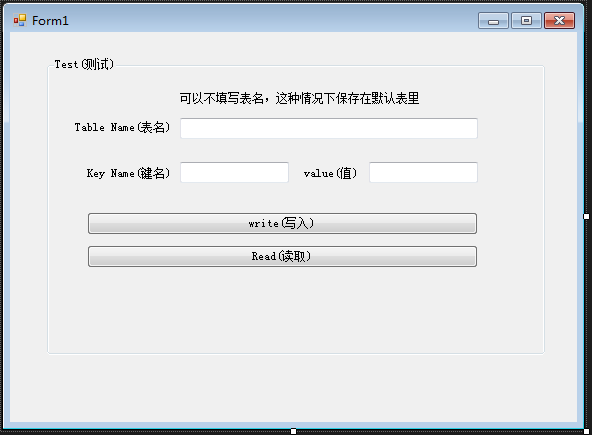 Form1
Test(测试)
可以不填写表名，这种情况下保存在默认表里
Table Name(表名)
Key Name(键名) value(值)
write(写入)
Read(读取)